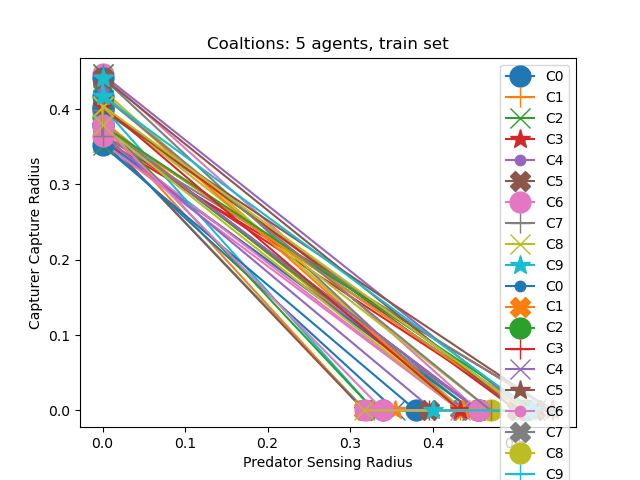 Coaltions: 5 agents, train set
Capturer Capture Radius
0.4
0.3
0.2
0.1
0.0
0.0
0.1
0.2
0.3
0.4
Predator Sensing Radius
C0
C1
C2
C3
C4
C5
C6
C7
C8
C9
C0
C1
C2
C3
C4
C5
C6
C7
C8
C9